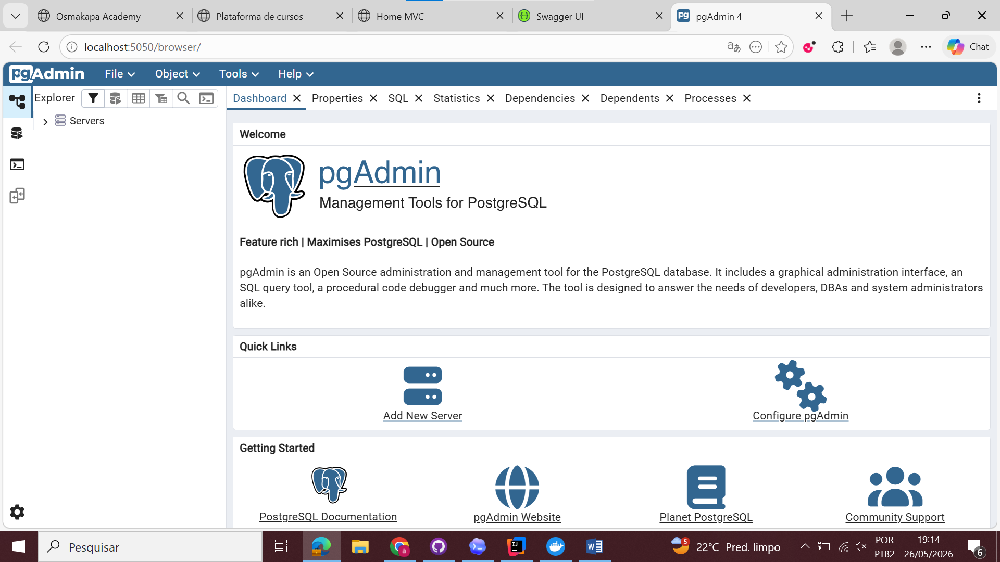 Osmakapa Academy
Plataforma de cursos
Home MVC
Swagger UI
pgAdmin 4
localhost:5050/browser/
Chat
pgAdmin
File
Object
Tools
Help
Explorer
Dashboard
Properties
SQL
Statistics
Dependencies
Dependents
Processes
Servers
Welcome
pgAdmin
Management Tools for PostgreSQL
Feature rich | Maximises PostgreSQL | Open Source
pgAdmin is an Open Source administration and management tool for the PostgreSQL database. It includes a graphical administration interface, an
SQL query tool, a procedural code debugger and much more. The tool is designed to answer the needs of developers, DBAs and system administrators
alike.
Quick Links
Add New Server
Configure pgAdmin
Getting Started
PostgreSQL Documentation
pgAdmin Website
Planet PostgreSQL
Community Support
Pesquisar
5
22°C Pred. limpo
POR
PTB2
19:14
26/05/2026
6